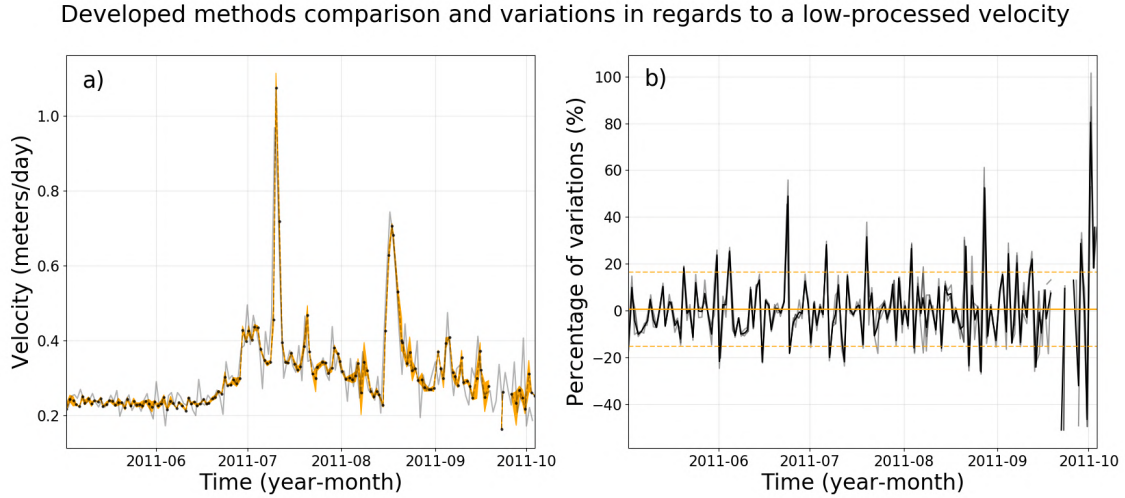 Developed methods comparison and variations in regards to a low-processed velocity
a)
Velocity (meters/day)
1.0
0.8
0.6
0.4
0.2
2011-06 2011-07 2011-08 2011-09 2011-10
Time (year-month)
b)
Percentage of variations (%)
100
80
60
40
20
0
−20
−40
2011-06 2011-07 2011-08 2011-09 2011-10
Time (year-month)